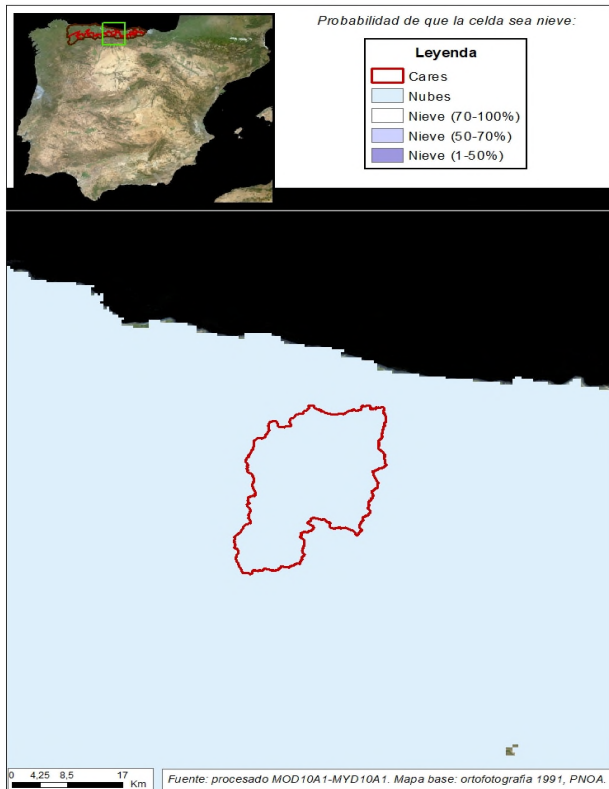 Probabilidad de que la celda sea nieve:
Leyenda
Cares
Nubes
Nieve (70-100%)
Nieve (50-70%)
Nieve (1-50%)
0 4,25 8,5 17
Km
Fuente: procesado MOD10A1-MYD10A1. Mapa base: ortofotografía 1991, PNOA.